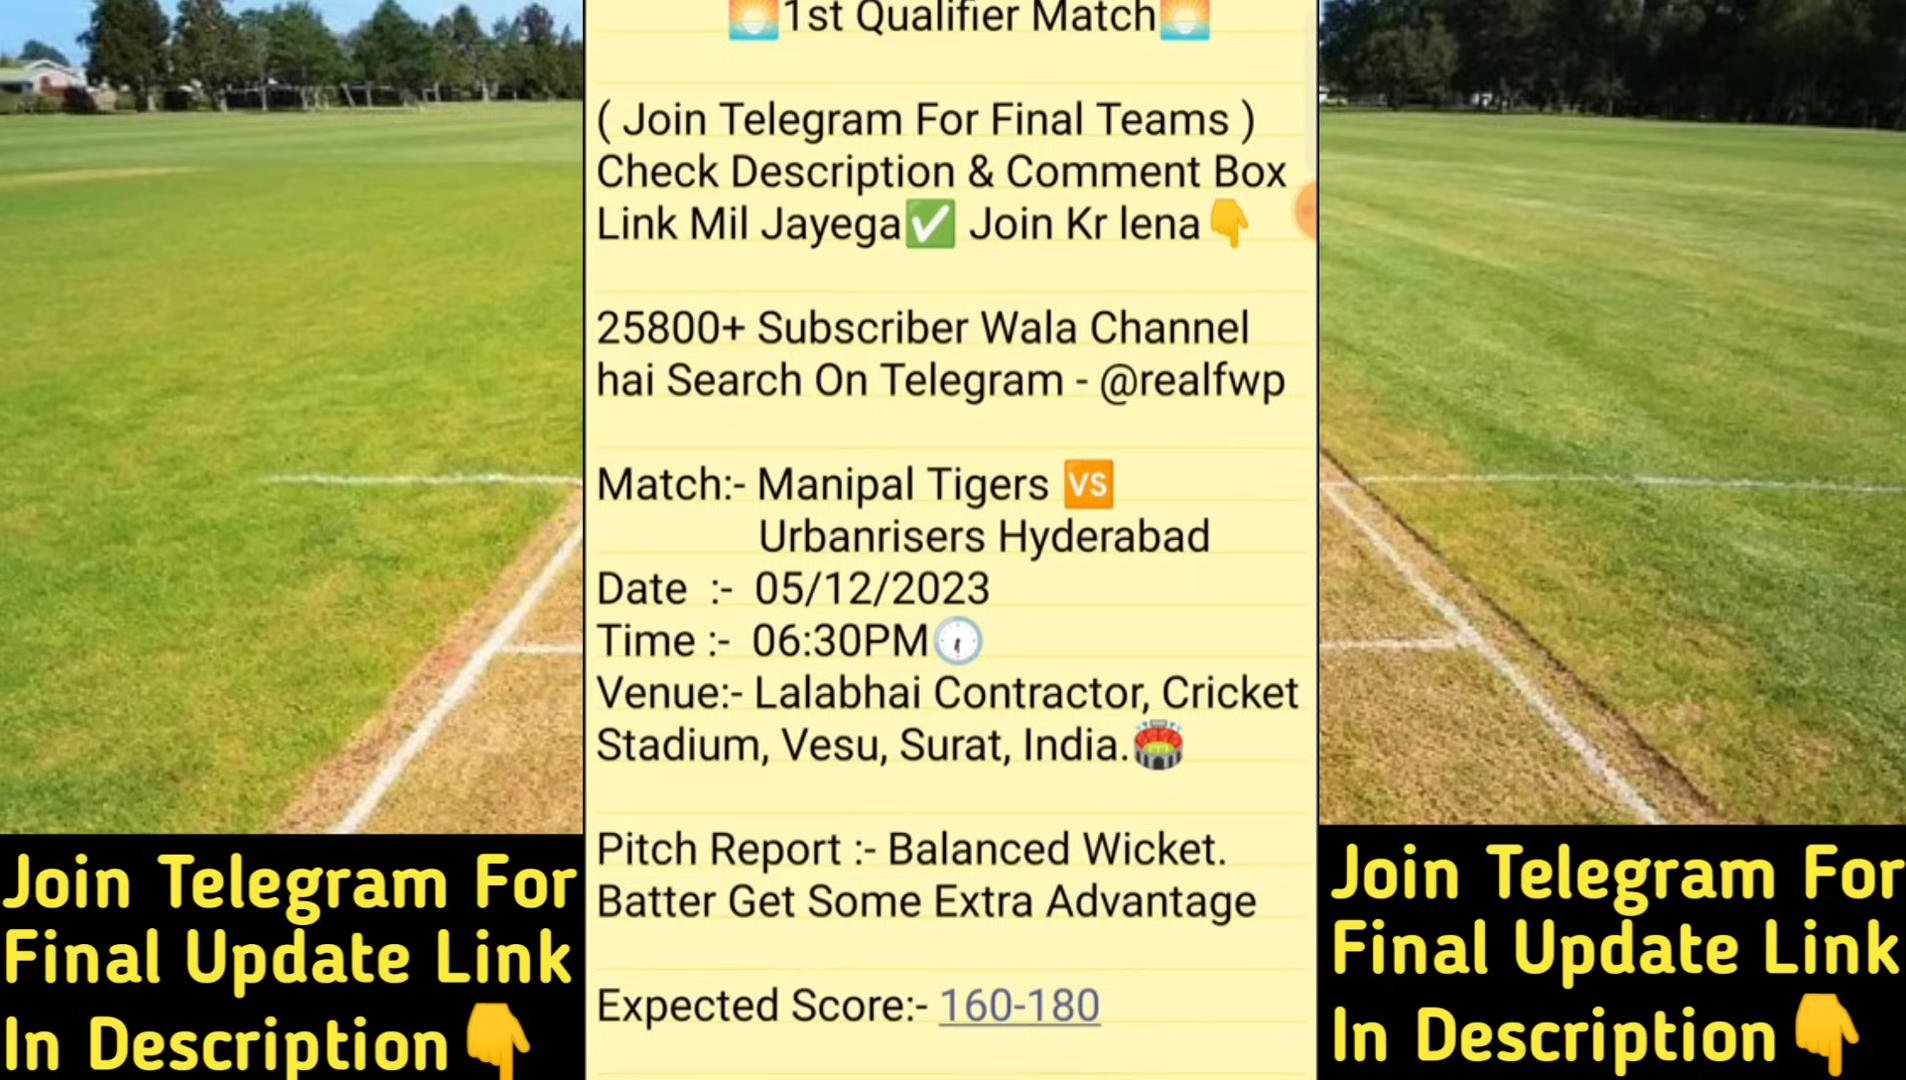 🌅1st Qualifier Match🌅
( Join Telegram For Final Teams )
Check Description & Comment Box
Link Mil Jayega✅ Join Kr lena👇
25800+ Subscriber Wala Channel
hai Search On Telegram - @realfwp
Match:- Manipal Tigers 🆚
Urbanrisers Hyderabad
Date :- 05/12/2023
Time :- 06:30PM🕡
Venue:- Lalabhai Contractor, Cricket
Stadium, Vesu, Surat, India.🏟️
Pitch Report :- Balanced Wicket.
Batter Get Some Extra Advantage
Expected Score:- 160-180
Join Telegram For
Final Update Link
In Description👇
Join Telegram For
Final Update Link
In Description👇